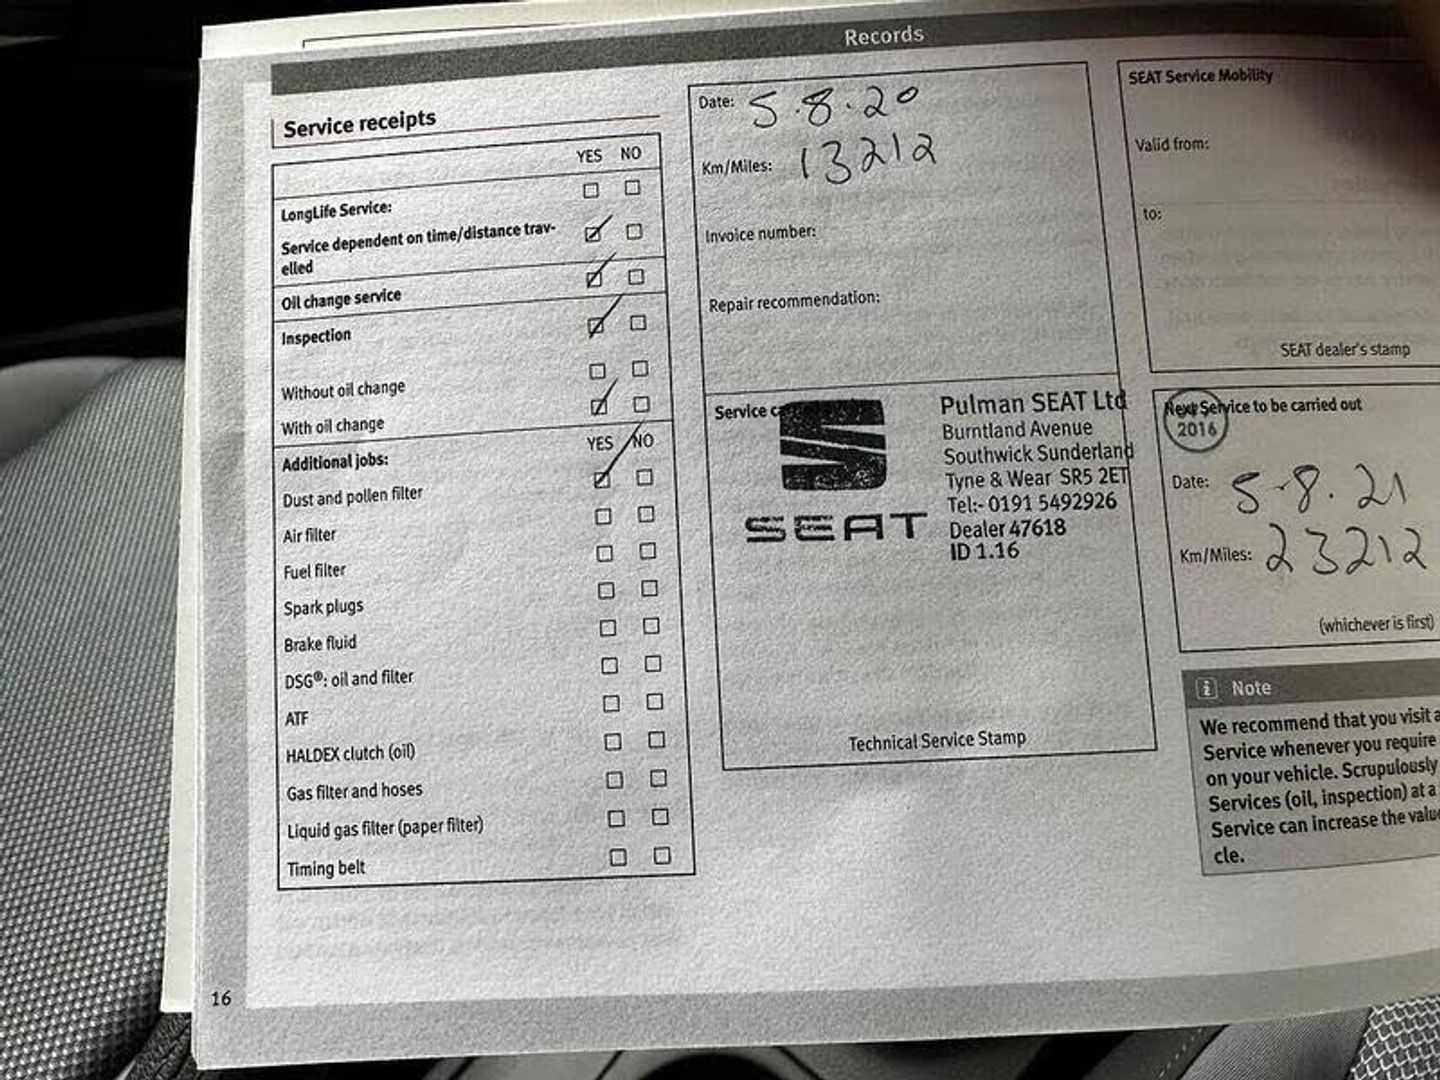 Records
Service receipts
YES NO
LongLife Service:
Service dependent on time/distance trav-
elled
Oil change service
Inspection
Without oil change
With oil change
Additional jobs:
YES NO
Dust and pollen filter
Air filter
Fuel filter
Spark plugs
Brake fluid
DSG®: oil and filter
ATF
HALDEX clutch (oil)
Gas filter and hoses
Liquid gas filter (paper filter)
Timing belt
16
Date: 5.8.20
Km/Miles: 13212
Invoice number:
Repair recommendation:
Service
SEAT
Pulman SEAT Ltd
Burntland Avenue
Southwick Sunderland
Tyne & Wear SR5 2ET
Tel:- 0191 5492926
Dealer 47618
ID 1.16
Technical Service Stamp
SEAT Service Mobility
Valid from:
to:
SEAT dealer's stamp
Next Service to be carried out
2016
Date: 5.8.21
Km/Miles: 23212
(whichever is first)
i Note
We recommend that you visit a
Service whenever you require
on your vehicle. Scrupulously
Services (oil, inspection) at a
Service can increase the value
cle.